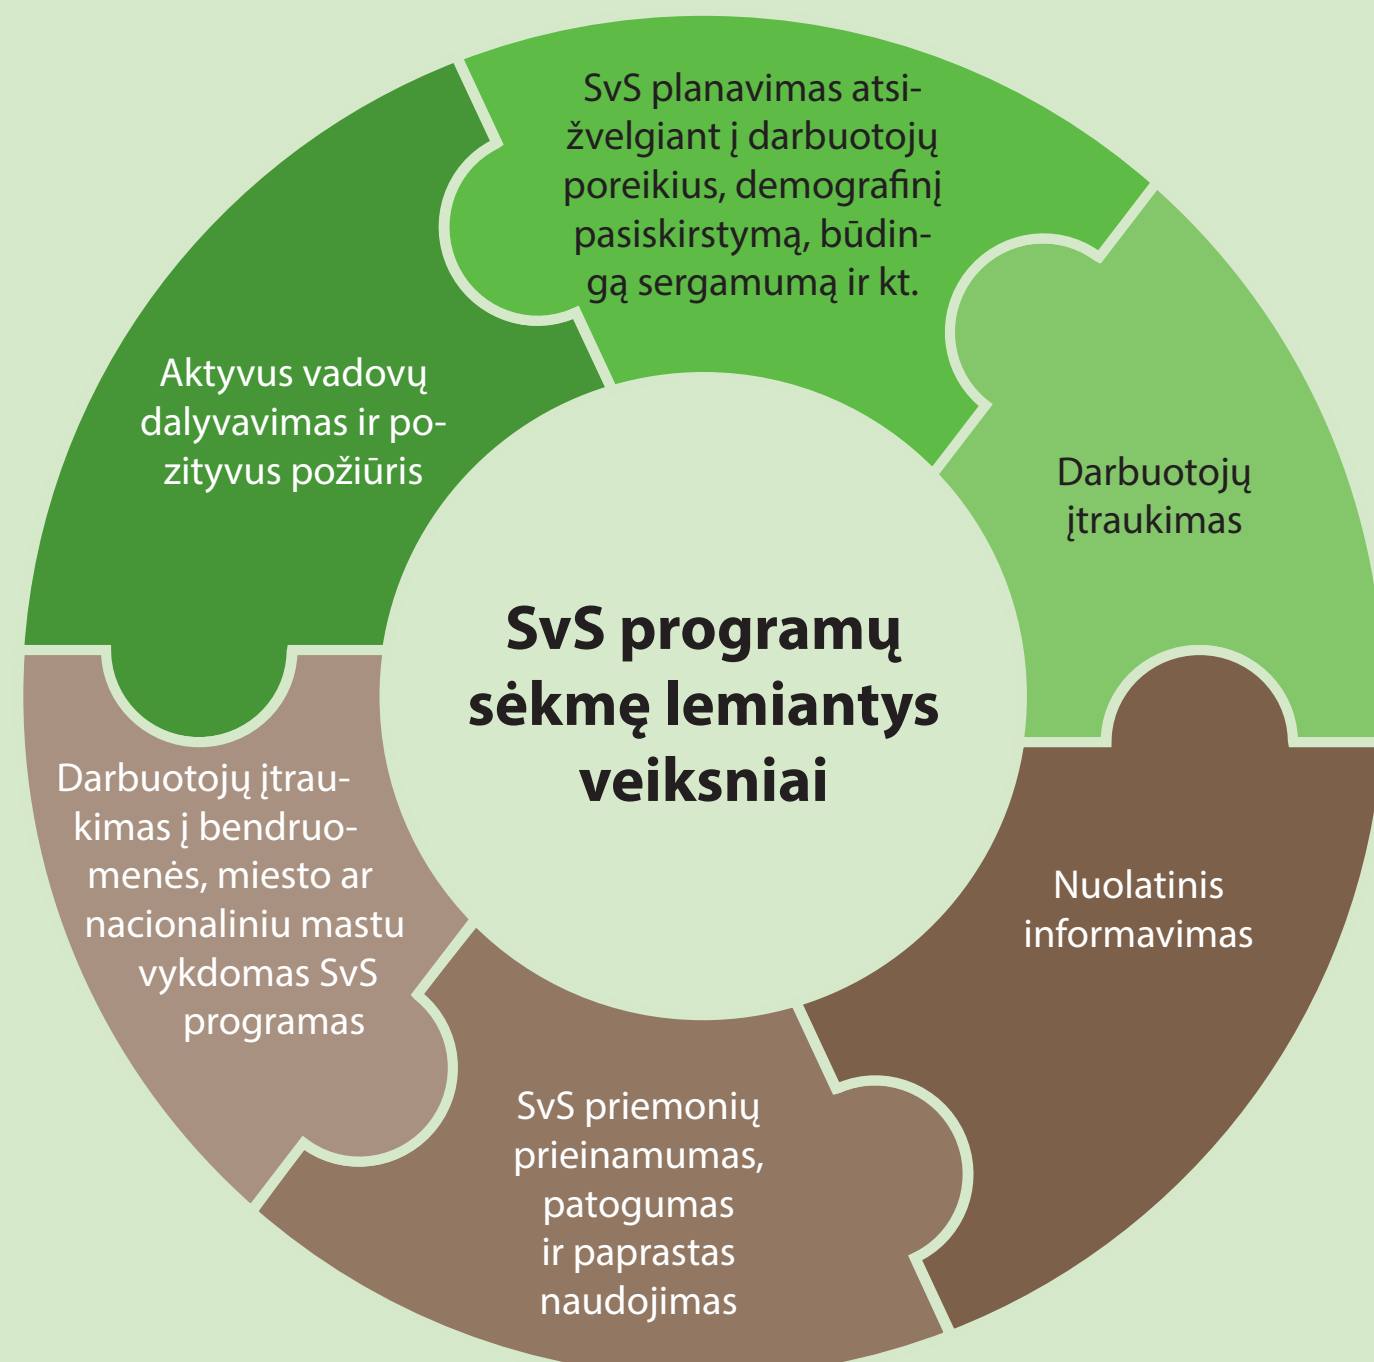 SvS planavimas atsi-
žvelgiant į darbuotojų
poreikius, demografinį
pasiskirstymą, būdin-
gą sergamumą ir kt.
Aktyvus vadovų
dalyvavimas ir po-
zityvus požiūris
Darbuotojų
įtraukimas
SvS programų
sėkmę lemiantys
veiksniai
Darbuotojų įtrau-
kimas į bendruo-
menės, miesto ar
nacionaliniu mastu
vykdomas SvS
programas
Nuolatinis
informavimas
SvS priemonių
prieinamumas,
patogumas
ir paprastas
naudojimas